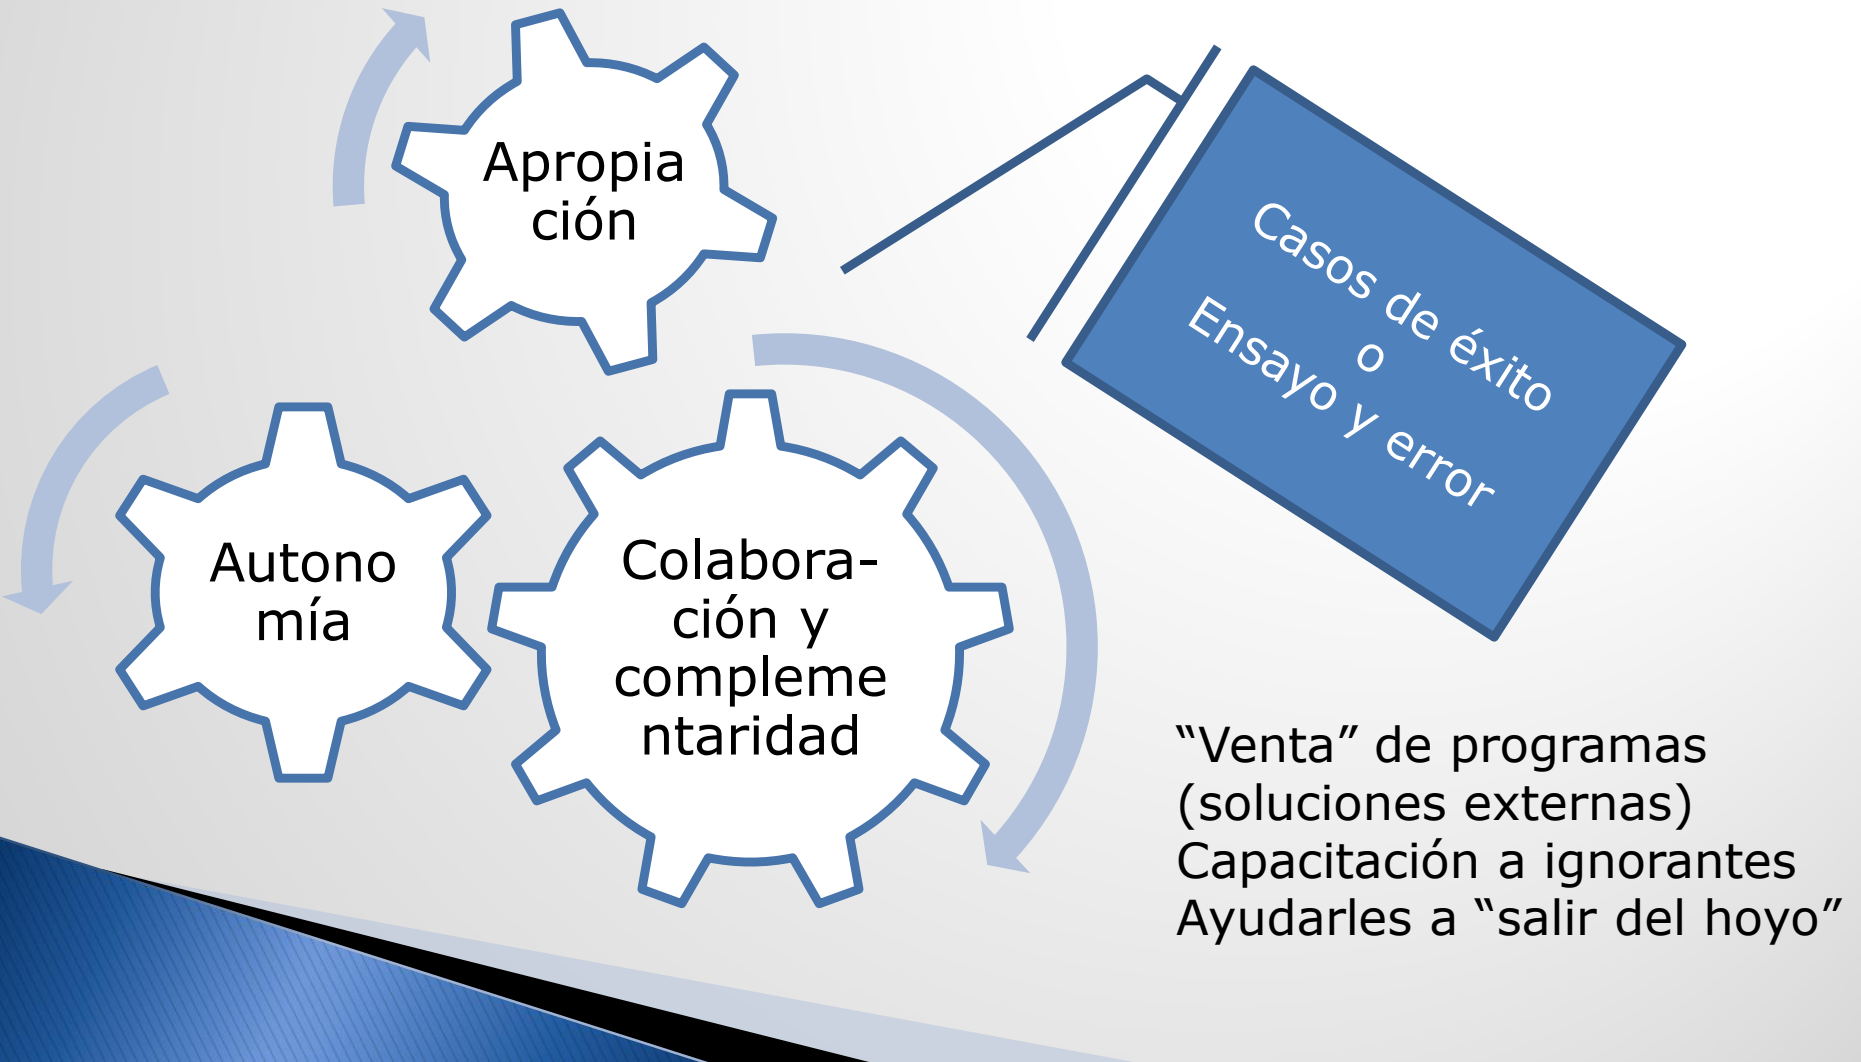 Apropia
ción
Autono
mía
Colabora-
ción y
compleme
ntaridad
Casos de éxito
o
Ensayo y error
“Venta” de programas
(soluciones externas)
Capacitación a ignorantes
Ayudarles a “salir del hoyo”